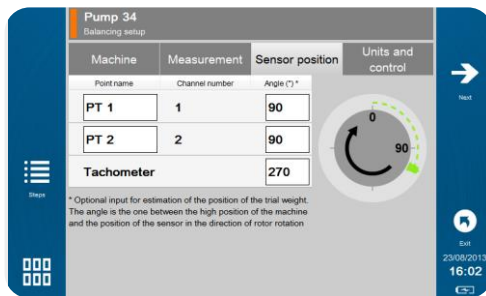 Pump 34
Balancing setup
Machine
Measurement
Sensor position
Units and
control
Point name
Channel number
Angle (°) *
PT 1
1
90
PT 2
2
90
Tachometer
270
* Optional input for estimation of the position of the trial weight.
The angle is the one between the high position of the machine
and the position of the sensor in the direction of rotor rotation
0
90
Steps
Next
Exit
23/08/2013
16:02